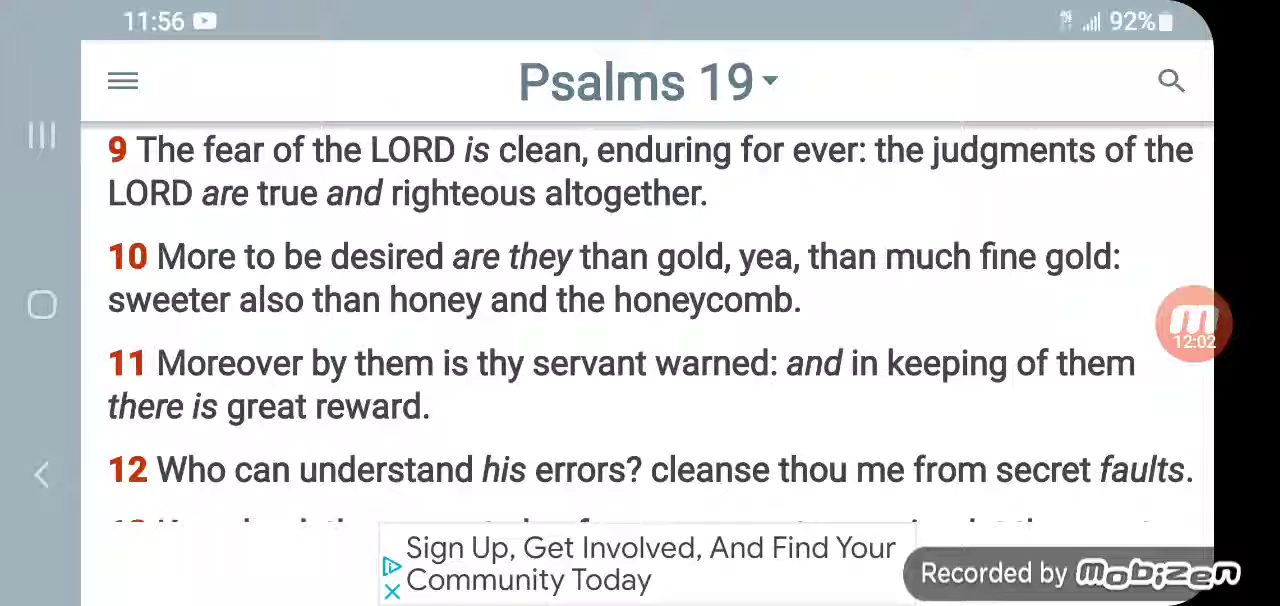 11:56
92%
Psalms 19
9 The fear of the LORD is clean, enduring for ever: the judgments of the
LORD are true and righteous altogether.
10 More to be desired are they than gold, yea, than much fine gold:
sweeter also than honey and the honeycomb.
11 Moreover by them is thy servant warned: and in keeping of them
there is great reward.
12 Who can understand his errors? cleanse thou me from secret faults.
12:02
Sign Up, Get Involved, And Find Your
Community Today
Recorded by mobizen